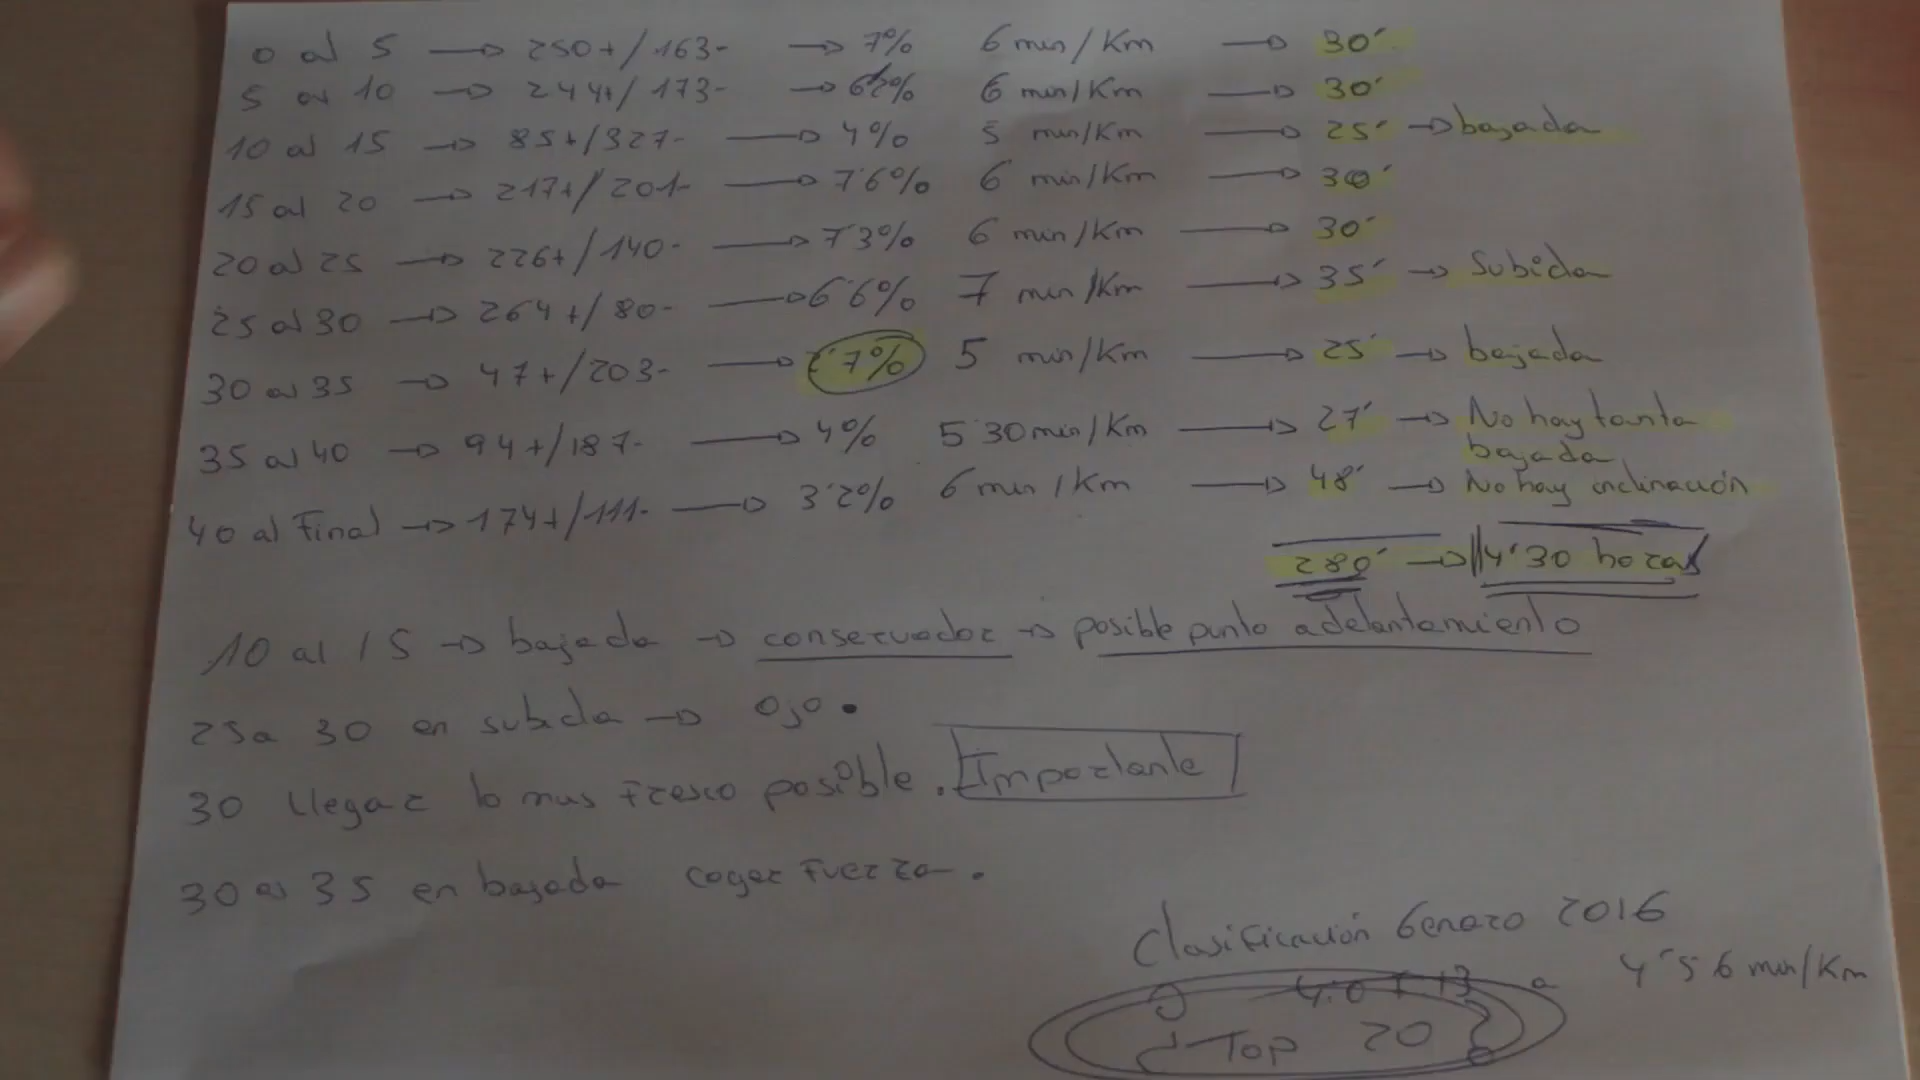 0 al 5 → 250+/163- → 7% 6 min/Km → 30´
5 al 10 → 244+/173- → 6'2% 6 min/Km → 30´
10 al 15 → 85+/327- → 4% 5 min/Km → 25´ → bajada
15 al 20 → 217+/201- → 7'6% 6 min/Km → 30´
20 al 25 → 226+/140- → 7'3% 6 min/Km → 30´
25 al 30 → 264+/80- → 6'6% 7 min/Km → 35´ → Subida
30 al 35 → 47+/203- → 2'7% 5 min/Km → 25´ → bajada
35 al 40 → 94+/187- → 4% 5'30 min/Km → 27´ → No hay tanta
bajada
40 al Final → 174+/111- → 3'2% 6 min/Km → 48´ → No hay inclinación
280´ → 4'30 horas
10 al 15 → bajada → conservador → posible punto adelantamiento
25 a 30 en subida → Ojo.
30 llegar lo mas fresco posible. Importante
30 al 35 en bajada coger fuerza.
Clasificación Genaro 2016
a 4´56 min/Km
¿Top 20?